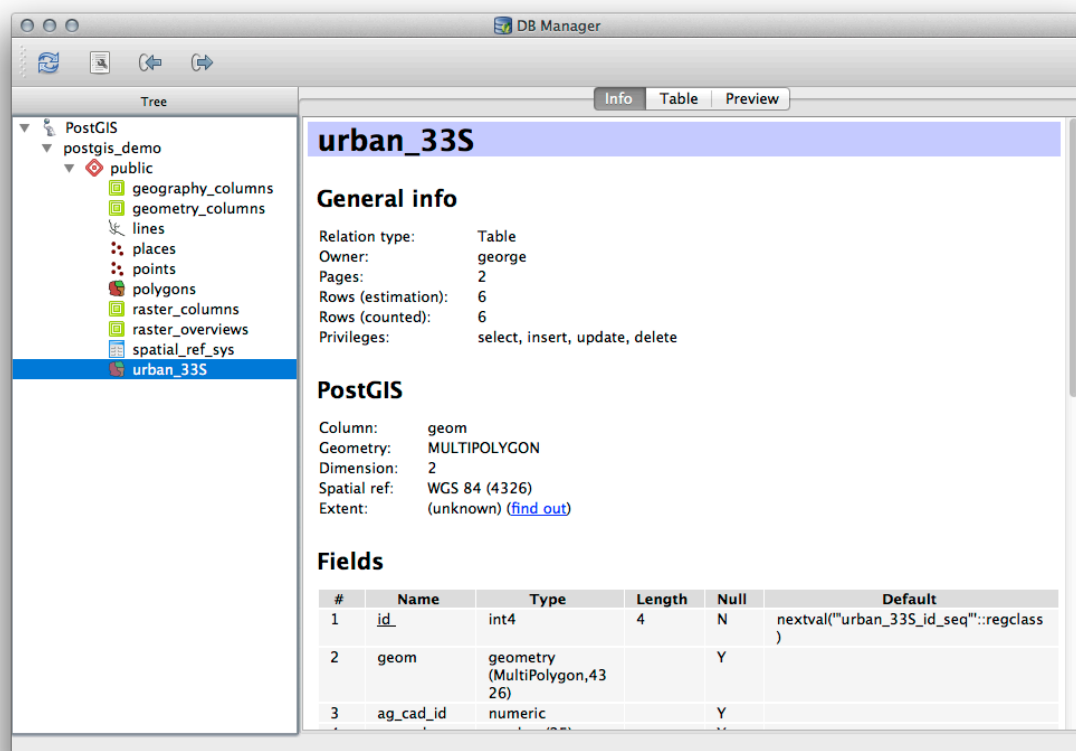 DB Manager
Tree
Info Table Preview
PostGIS
postgis_demo
public
geography_columns
geometry_columns
lines
places
points
polygons
raster_columns
raster_overviews
spatial_ref_sys
urban_33S
urban_33S
General info
Relation type: Table
Owner: george
Pages: 2
Rows (estimation): 6
Rows (counted): 6
Privileges: select, insert, update, delete
PostGIS
Column: geom
Geometry: MULTIPOLYGON
Dimension: 2
Spatial ref: WGS 84 (4326)
Extent: (unknown) (find out)
Fields
# Name Type Length Null Default
1 id int4 4 N nextval('"urban_33S_id_seq"'::regclass
)
2 geom geometry Y
(MultiPolygon,43
26)
3 ag_cad_id numeric Y